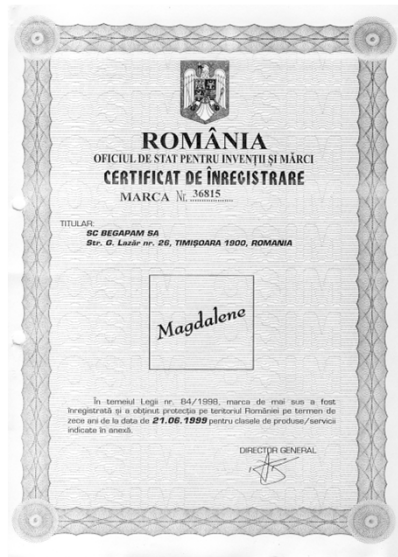 ROMÂNIA
OFICIUL DE STAT PENTRU INVENȚII ȘI MĂRCI
CERTIFICAT DE ÎNREGISTRARE
MARCA Nr. 36815
TITULAR:
SC BEGAPAM SA
Str. G. Lazăr nr. 26, TIMIȘOARA 1900, ROMANIA
Magdalene
În temeiul Legii nr. 84/1998, marca de mai sus a fost
înregistrată și a obținut protecția pe teritoriul României pe termen de
zece ani de la data de 21.06.1999 pentru clasele de produse/servicii
indicate în anexă.
DIRECTOR GENERAL